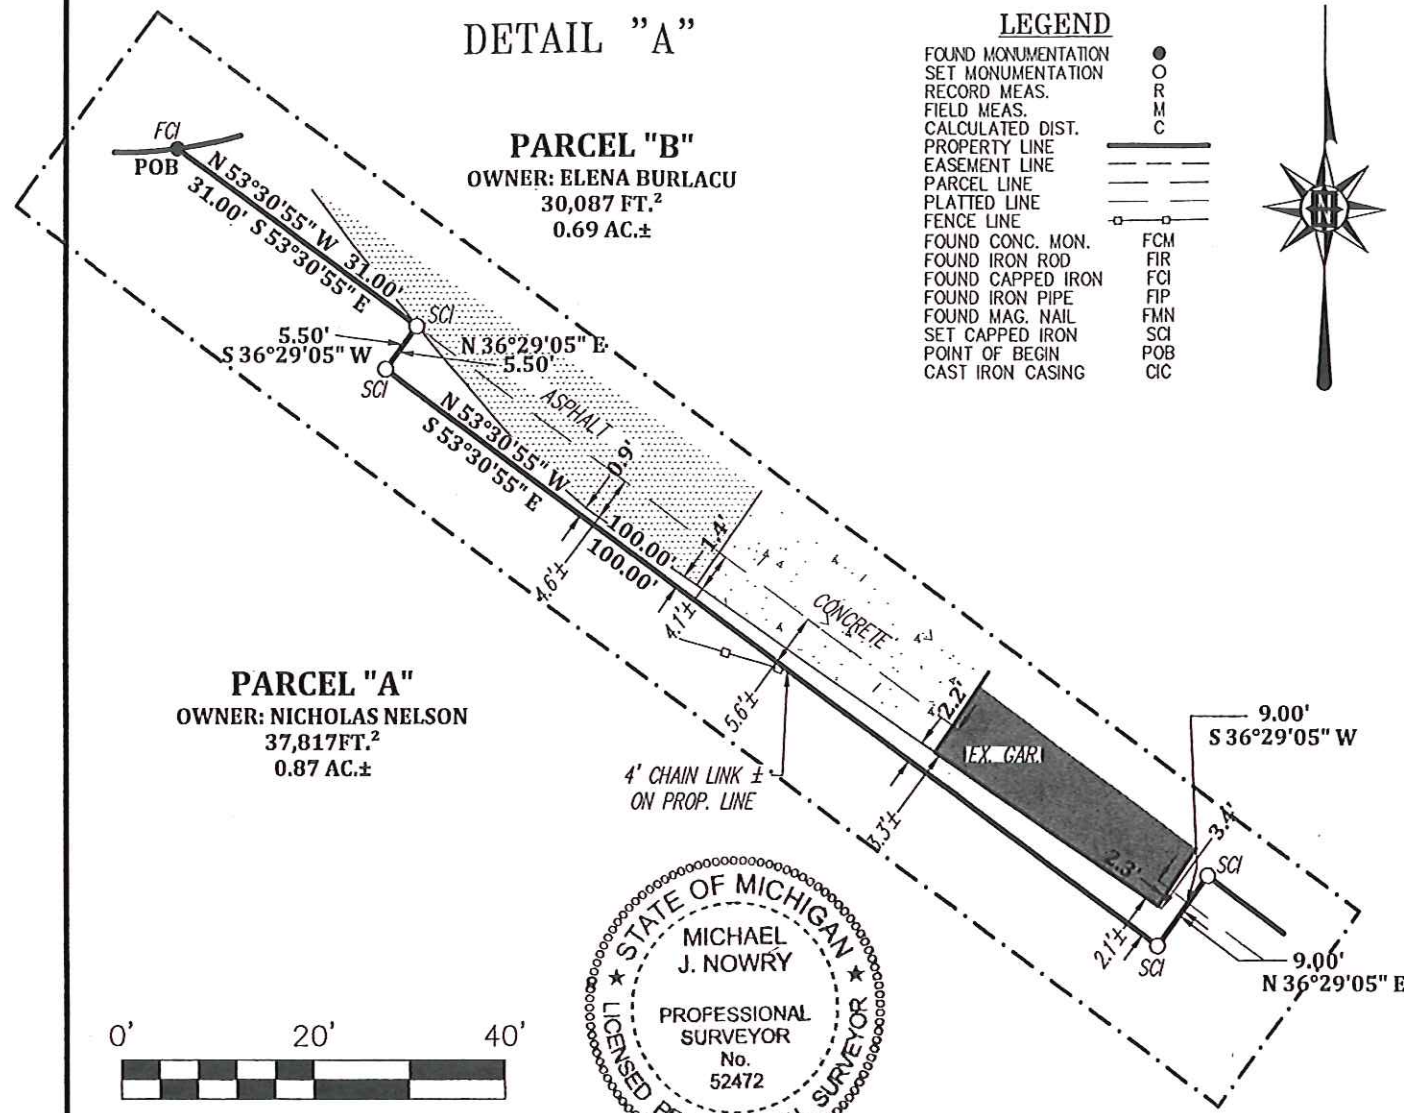 DETAIL "A"
LEGEND
FOUND MONUMENTATION
SET MONUMENTATION
RECORD MEAS. R
FIELD MEAS. M
CALCULATED DIST. C
PROPERTY LINE
EASEMENT LINE
PARCEL LINE
PLATTED LINE
FENCE LINE
FOUND CONC. MON. FCM
FOUND IRON ROD FIR
FOUND CAPPED IRON FCI
FOUND IRON PIPE FIP
FOUND MAG. NAIL FMN
SET CAPPED IRON SCI
POINT OF BEGIN POB
CAST IRON CASING CIC
N
PARCEL "B"
OWNER: ELENA BURLACU
30,087 FT.²
0.69 AC.±
FCI
POB
N 53°30'55" W 31.00'
31.00' S 53°30'55" E
SCI
5.50'
S 36°29'05" W
N 36°29'05" E
5.50'
SCI
ASPHALT
N 53°30'55" W 100.00'
S 53°30'55" E 100.00'
0.9'
4.6'±
1.4'
4.1'±
CONCRETE
5.6'±
2.2'
3.3'±
EX. GAR.
4' CHAIN LINK ±
ON PROP. LINE
9.00'
S 36°29'05" W
2.3'
3.4'
SCI
2.1'±
SCI
9.00'
N 36°29'05" E
PARCEL "A"
OWNER: NICHOLAS NELSON
37,817FT.²
0.87 AC.±
0' 20' 40'
STATE OF MICHIGAN
MICHAEL
J. NOWRY
PROFESSIONAL
SURVEYOR
No.
52472
LICENSED
SURVEYOR